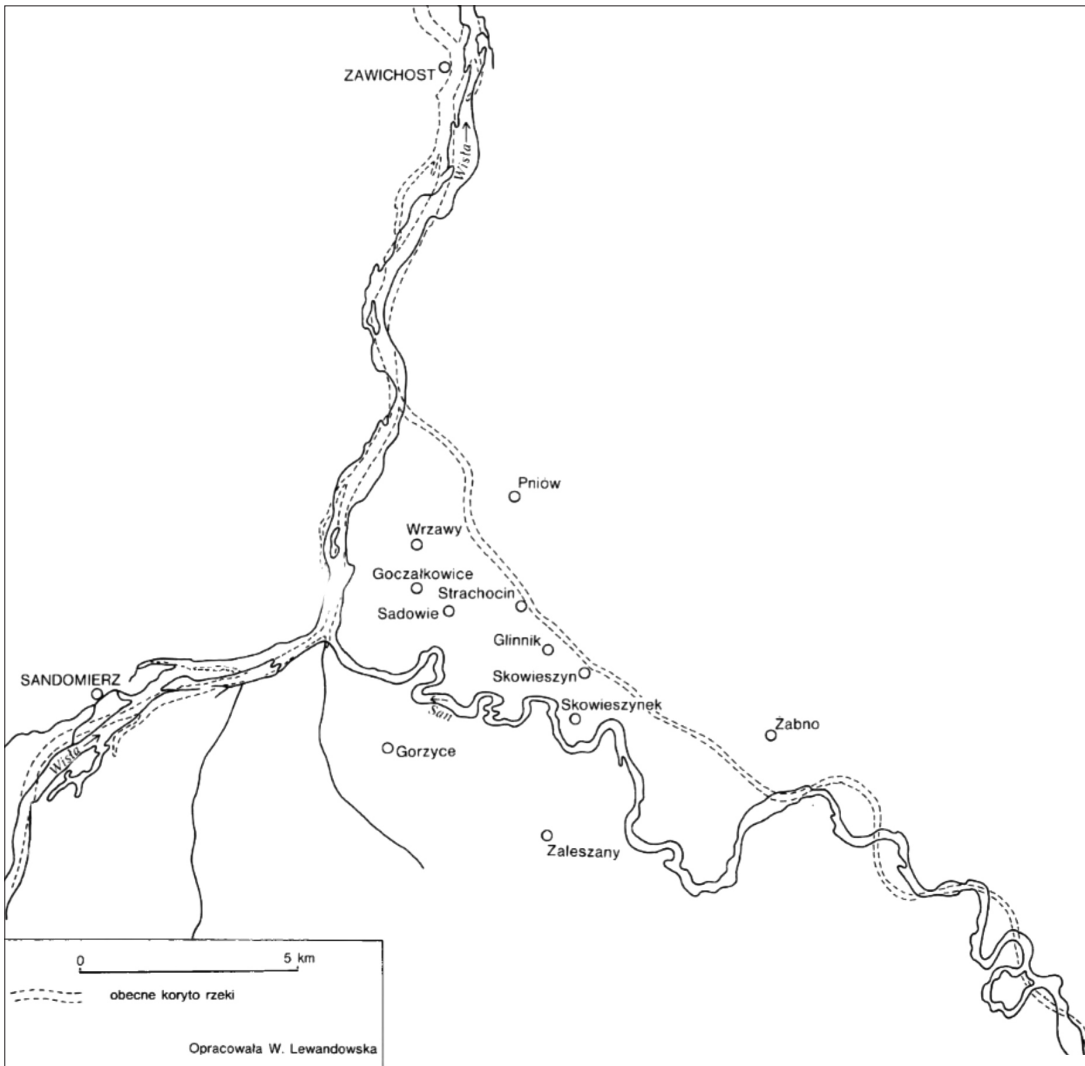 ZAWICHOST
Wisła
Pniów
Wrzawy
Goczałkowice
Strachocin
Sadowie
Glinnik
SANDOMIERZ
Skowieszyn
San
Skowieszynek
Żabno
Wisła
Gorzyce
Zaleszany
0 5 km
obecne koryto rzeki
Opracowała W. Lewandowska